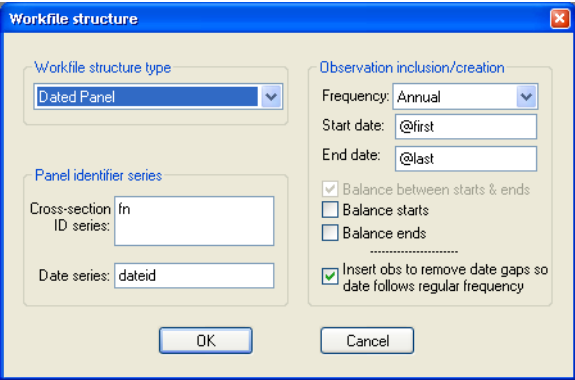 Workfile structure
Workfile structure type
Dated Panel
Panel identifier series
Cross-section
ID series:
fn
Date series:
dateid
Observation inclusion/creation
Frequency:
Annual
Start date:
@first
End date:
@last
Balance between starts & ends
Balance starts
Balance ends
-----------------------
Insert obs to remove date gaps so
date follows regular frequency
OK
Cancel